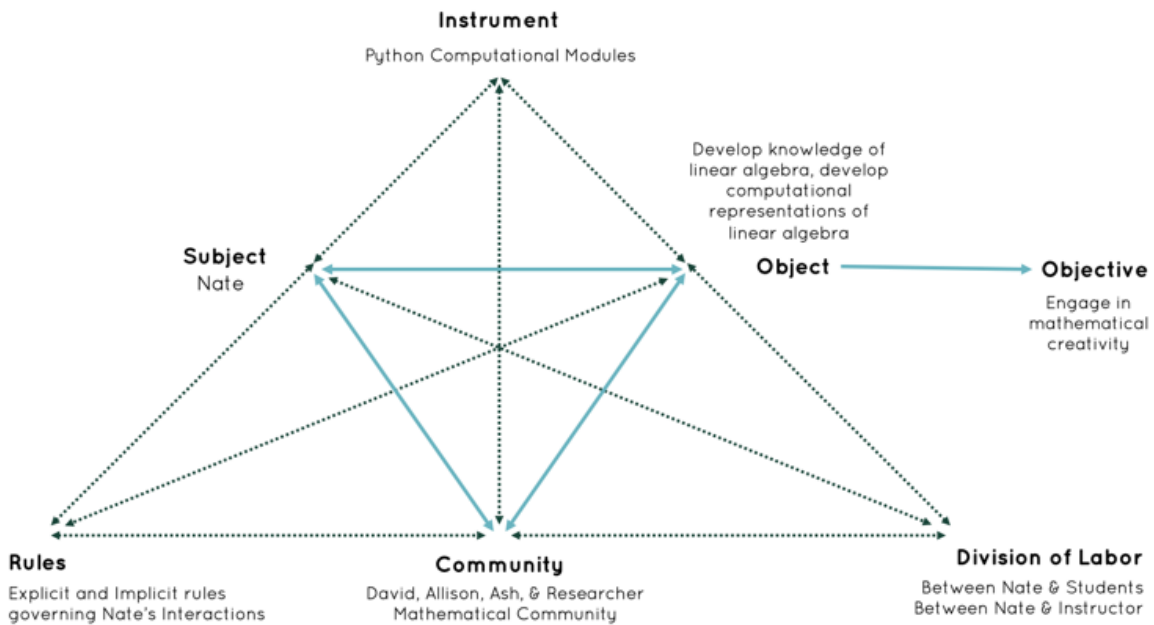 Instrument
Python Computational Modules
Develop knowledge of
linear algebra, develop
computational
representations of
linear algebra
Subject
Nate
Object
Objective
Engage in
mathematical
creativity
Rules
Explicit and Implicit rules
governing Nate's Interactions
Community
David, Allison, Ash, & Researcher
Mathematical Community
Division of Labor
Between Nate & Students
Between Nate & Instructor